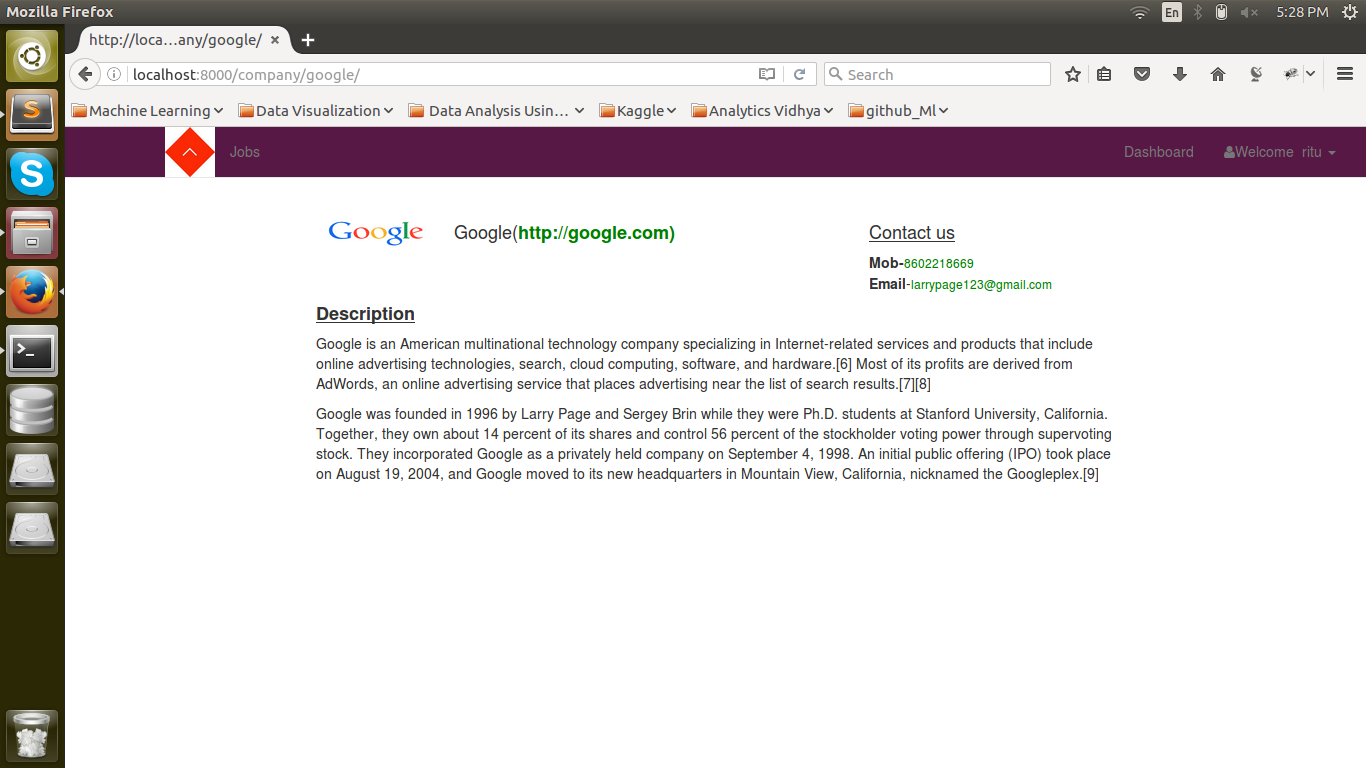 Mozilla Firefox
En
5:28 PM
http://loca...any/google/
localhost:8000/company/google/
Search
Machine Learning
Data Visualization
Data Analysis Usin...
Kaggle
Analytics Vidhya
github_Ml
Jobs
Dashboard
Welcome ritu
Google
Google(http://google.com)
Contact us
Mob-8602218669
Email-larrypage123@gmail.com
Description
Google is an American multinational technology company specializing in Internet-related services and products that include
online advertising technologies, search, cloud computing, software, and hardware.[6] Most of its profits are derived from
AdWords, an online advertising service that places advertising near the list of search results.[7][8]
Google was founded in 1996 by Larry Page and Sergey Brin while they were Ph.D. students at Stanford University, California.
Together, they own about 14 percent of its shares and control 56 percent of the stockholder voting power through supervoting
stock. They incorporated Google as a privately held company on September 4, 1998. An initial public offering (IPO) took place
on August 19, 2004, and Google moved to its new headquarters in Mountain View, California, nicknamed the Googleplex.[9]